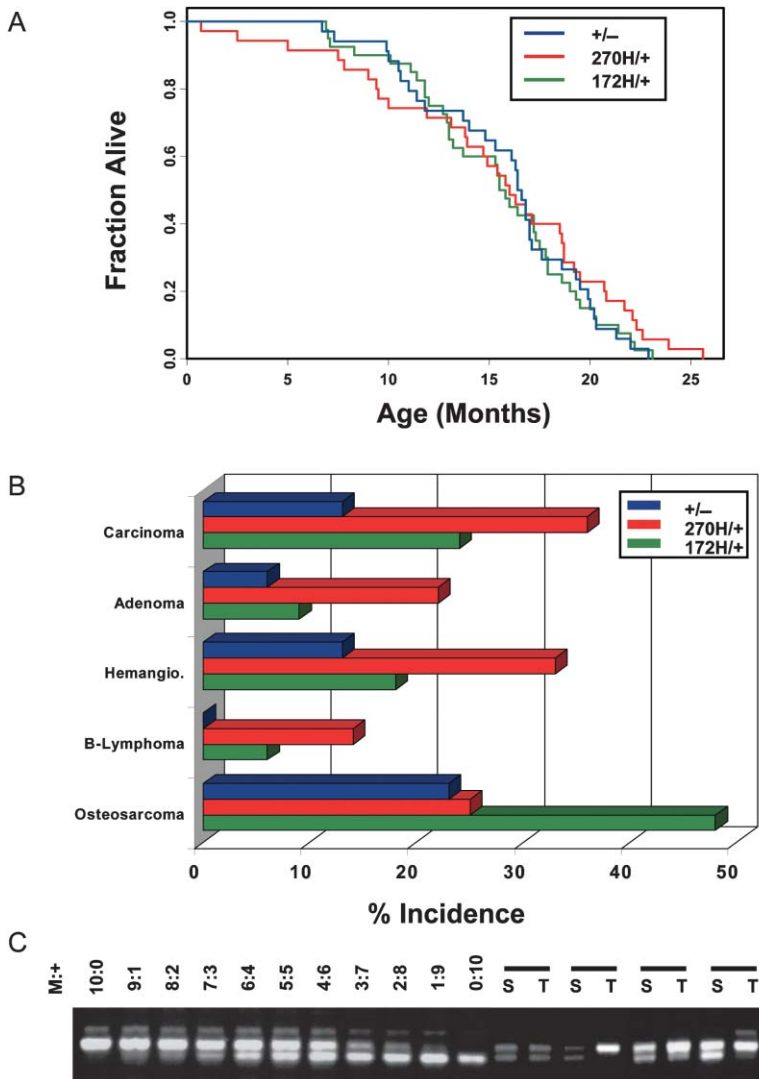 A
Fraction Alive
1.0
0.8
0.6
0.4
0.2
0.0
+/–
270H/+
172H/+
0 5 10 15 20 25
Age (Months)
B
+/–
270H/+
172H/+
Carcinoma
Adenoma
Hemangio.
B-Lymphoma
Osteosarcoma
0 10 20 30 40 50
% Incidence
C
M:+ 10:0 9:1 8:2 7:3 6:4 5:5 4:6 3:7 2:8 1:9 0:10 S T S T S T S T